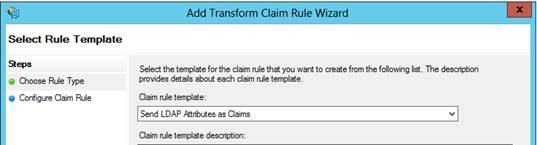 Add Transform Claim Rule Wizard
x
Select Rule Template
Steps
Choose Rule Type
Configure Claim Rule
Select the template for the claim rule that you want to create from the following list. The description
provides details about each claim rule template.
Claim rule template:
Send LDAP Attributes as Claims
Claim rule template description: